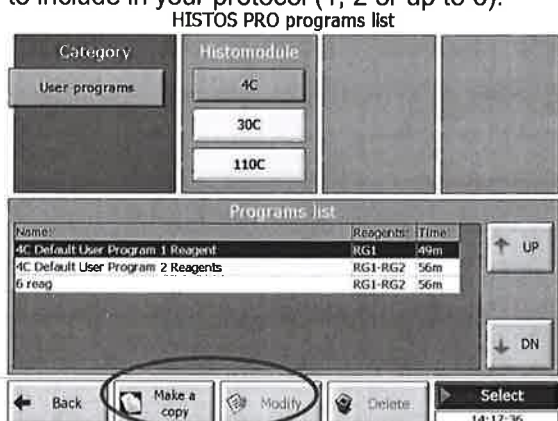 to include in your protocol (1, 2 or up to 6).
HISTOS PRO programs list
Category
Histomodule
User programs
4C
30C
110C
Programs list
Name: Reagents: Time:
4C Default User Program 1 Reagent RG1 49m
4C Default User Program 2 Reagents RG1-RG2 56m
6 reag RG1-RG2 56m
UP
DN
Back
Make a
copy
Modify
Delete
Select
14:17:36